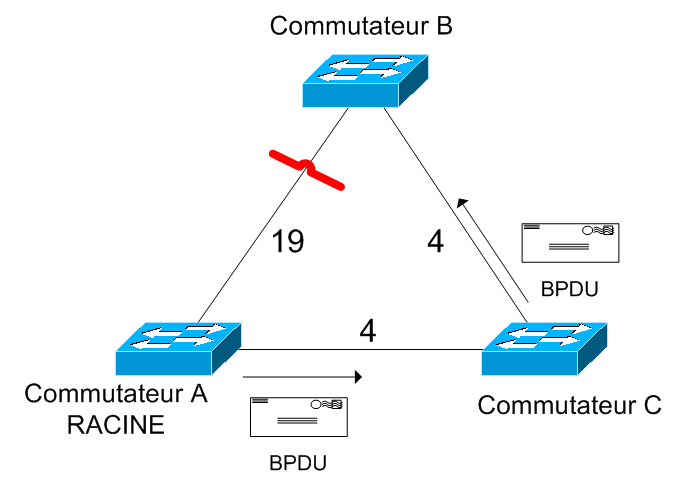 Commutateur B
19
4
BPDU
4
Commutateur A
RACINE
Commutateur C
BPDU